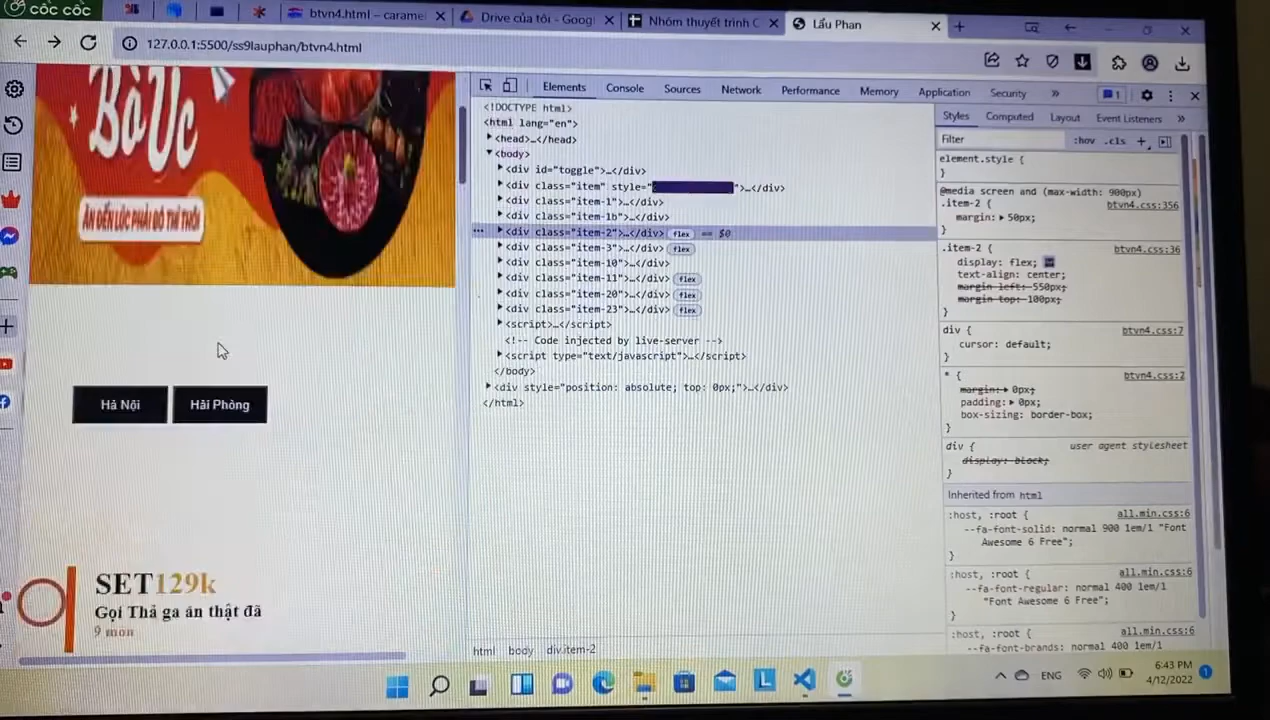 CỐC CỐC
btvn4.html – caramel
Drive của tôi - Googl
Nhóm thuyết trình C
Lẩu Phan
127.0.0.1:5500/ss9lauphan/btvn4.html
BòÚc
ĂN ĐẾN LÚC PHẢI ĐÔ THÌ THÔI
Hà Nội
Hải Phòng
SET129k
Gọi Thả ga ăn thật đã
9 mon
Elements Console Sources Network Performance Memory Application Security » 1
<!DOCTYPE html>
<html lang="en">
<head>…</head>
<body>
<div id="toggle">…</div>
<div class="item" style=" ">…</div>
<div class="item-1">…</div>
<div class="item-1b">…</div>
<div class="item-2">…</div> flex == $0
<div class="item-3">…</div> flex
<div class="item-10">…</div>
<div class="item-11">…</div> flex
<div class="item-20">…</div> flex
<div class="item-23">…</div> flex
<script>…</script>
<!-- Code injected by live-server -->
<script type="text/javascript">…</script>
</body>
<div style="position: absolute; top: 0px;">…</div>
</html>
html body div.item-2
Styles Computed Layout Event Listeners »
Filter :hov .cls +
element.style {
}
@media screen and (max-width: 900px)
.item-2 { btvn4.css:356
margin: 50px;
}
.item-2 { btvn4.css:36
display: flex;
text-align: center;
margin-left: 550px;
margin-top: 100px;
}
div { btvn4.css:7
cursor: default;
}
* { btvn4.css:2
margin: 0px;
padding: 0px;
box-sizing: border-box;
}
div { user agent stylesheet
display: block;
}
Inherited from html
:host, :root { all.min.css:6
--fa-font-solid: normal 900 1em/1 "Font
Awesome 6 Free";
}
:host, :root { all.min.css:6
--fa-font-regular: normal 400 1em/1
"Font Awesome 6 Free";
}
:host, :root { all.min.css:6
--fa-font-brands: normal 400 1em/1
ENG
6:43 PM
4/12/2022
1